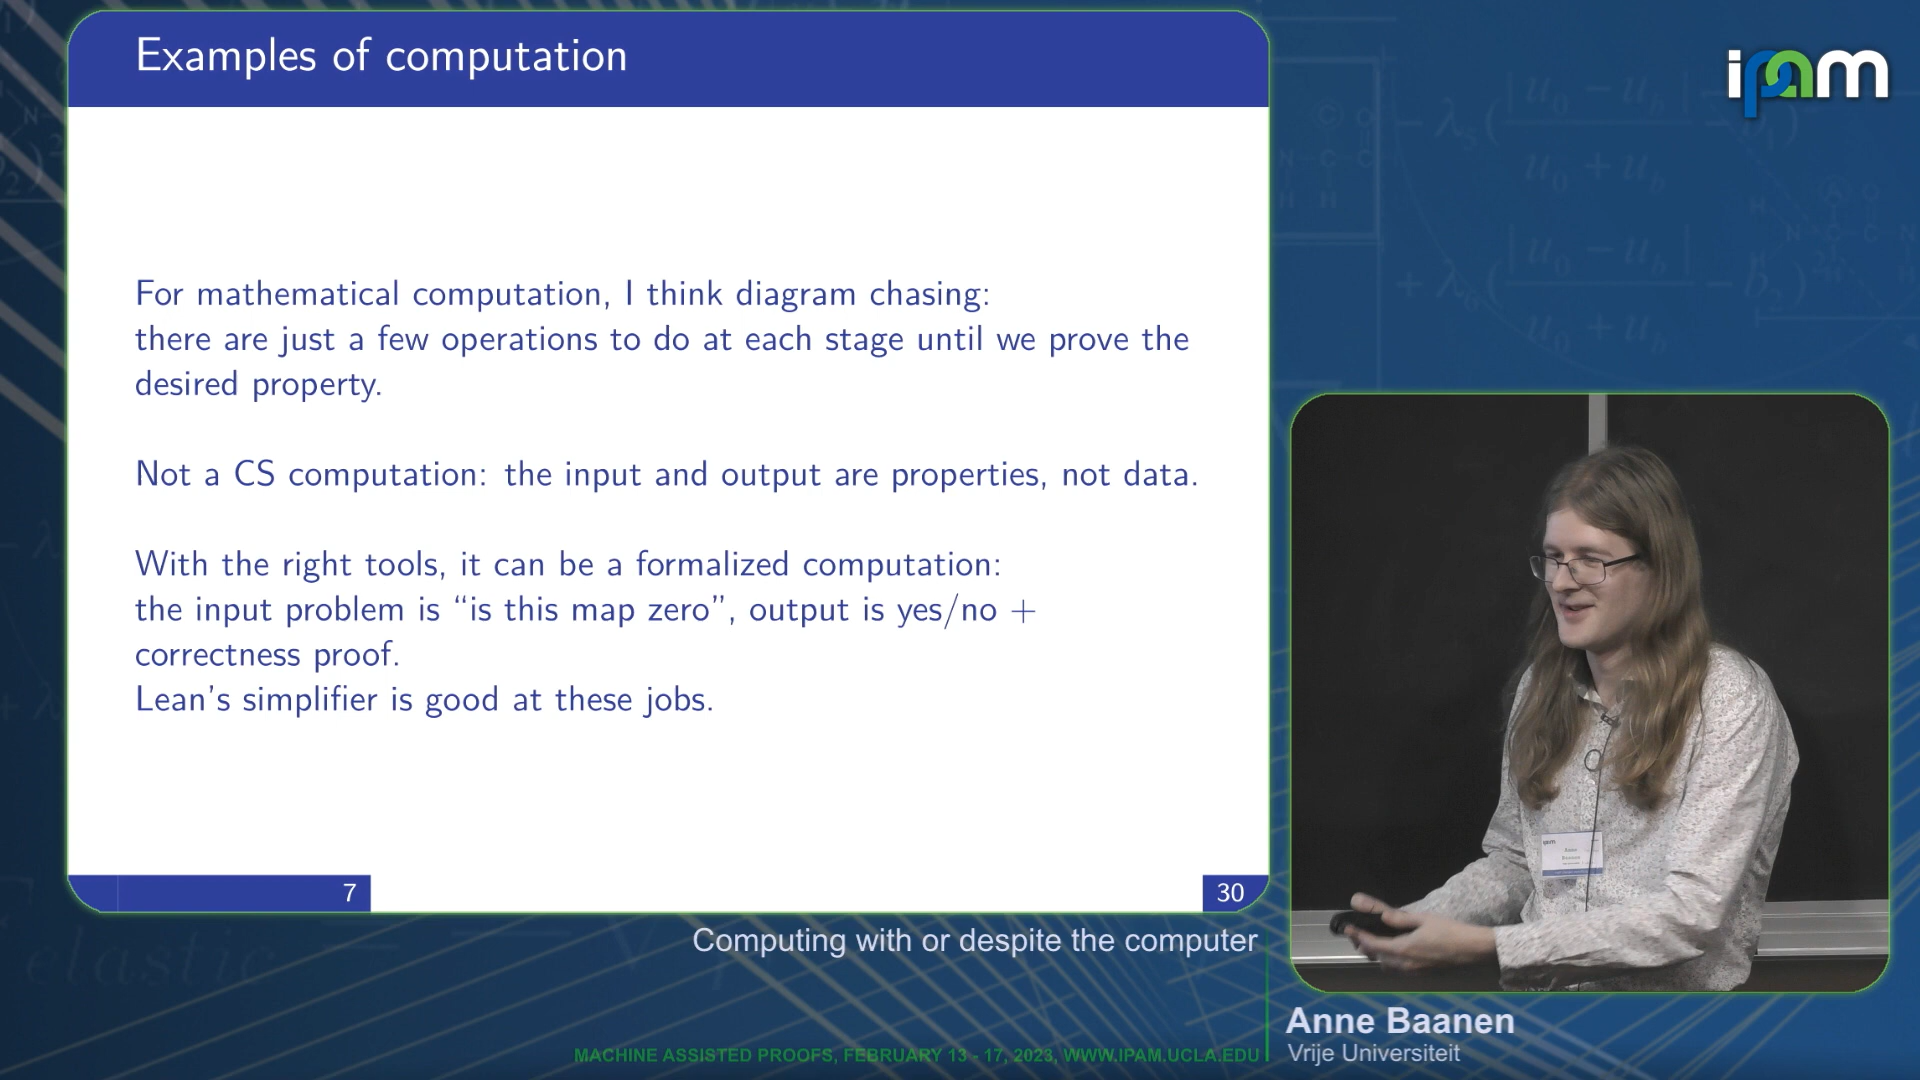 Examples of computation
ipam
For mathematical computation, I think diagram chasing:
there are just a few operations to do at each stage until we prove the
desired property.
Not a CS computation: the input and output are properties, not data.
With the right tools, it can be a formalized computation:
the input problem is “is this map zero”, output is yes/no +
correctness proof.
Lean’s simplifier is good at these jobs.
7
30
Computing with or despite the computer
Anne Baanen
Vrije Universiteit
MACHINE ASSISTED PROOFS, FEBRUARY 13 - 17, 2023, WWW.IPAM.UCLA.EDU
elastic